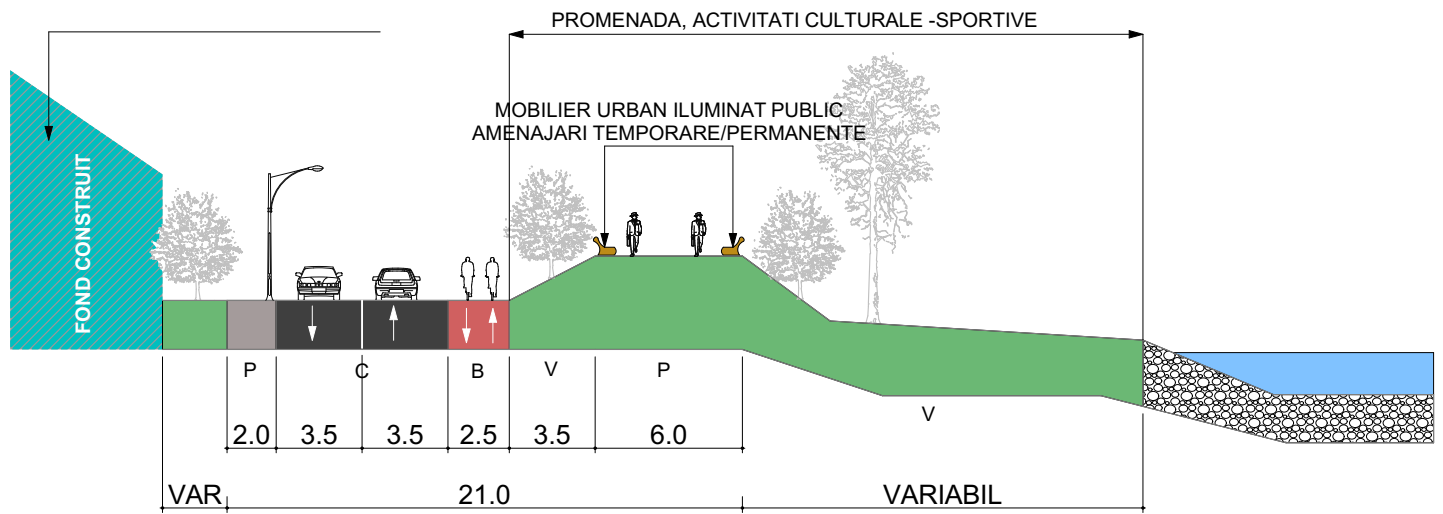 PROMENADA, ACTIVITATI CULTURALE -SPORTIVE
MOBILIER URBAN ILUMINAT PUBLIC
AMENAJARI TEMPORARE/PERMANENTE
FOND CONSTRUIT
P C B V P V
2.0 3.5 3.5 2.5 3.5 6.0
VAR 21.0 VARIABIL